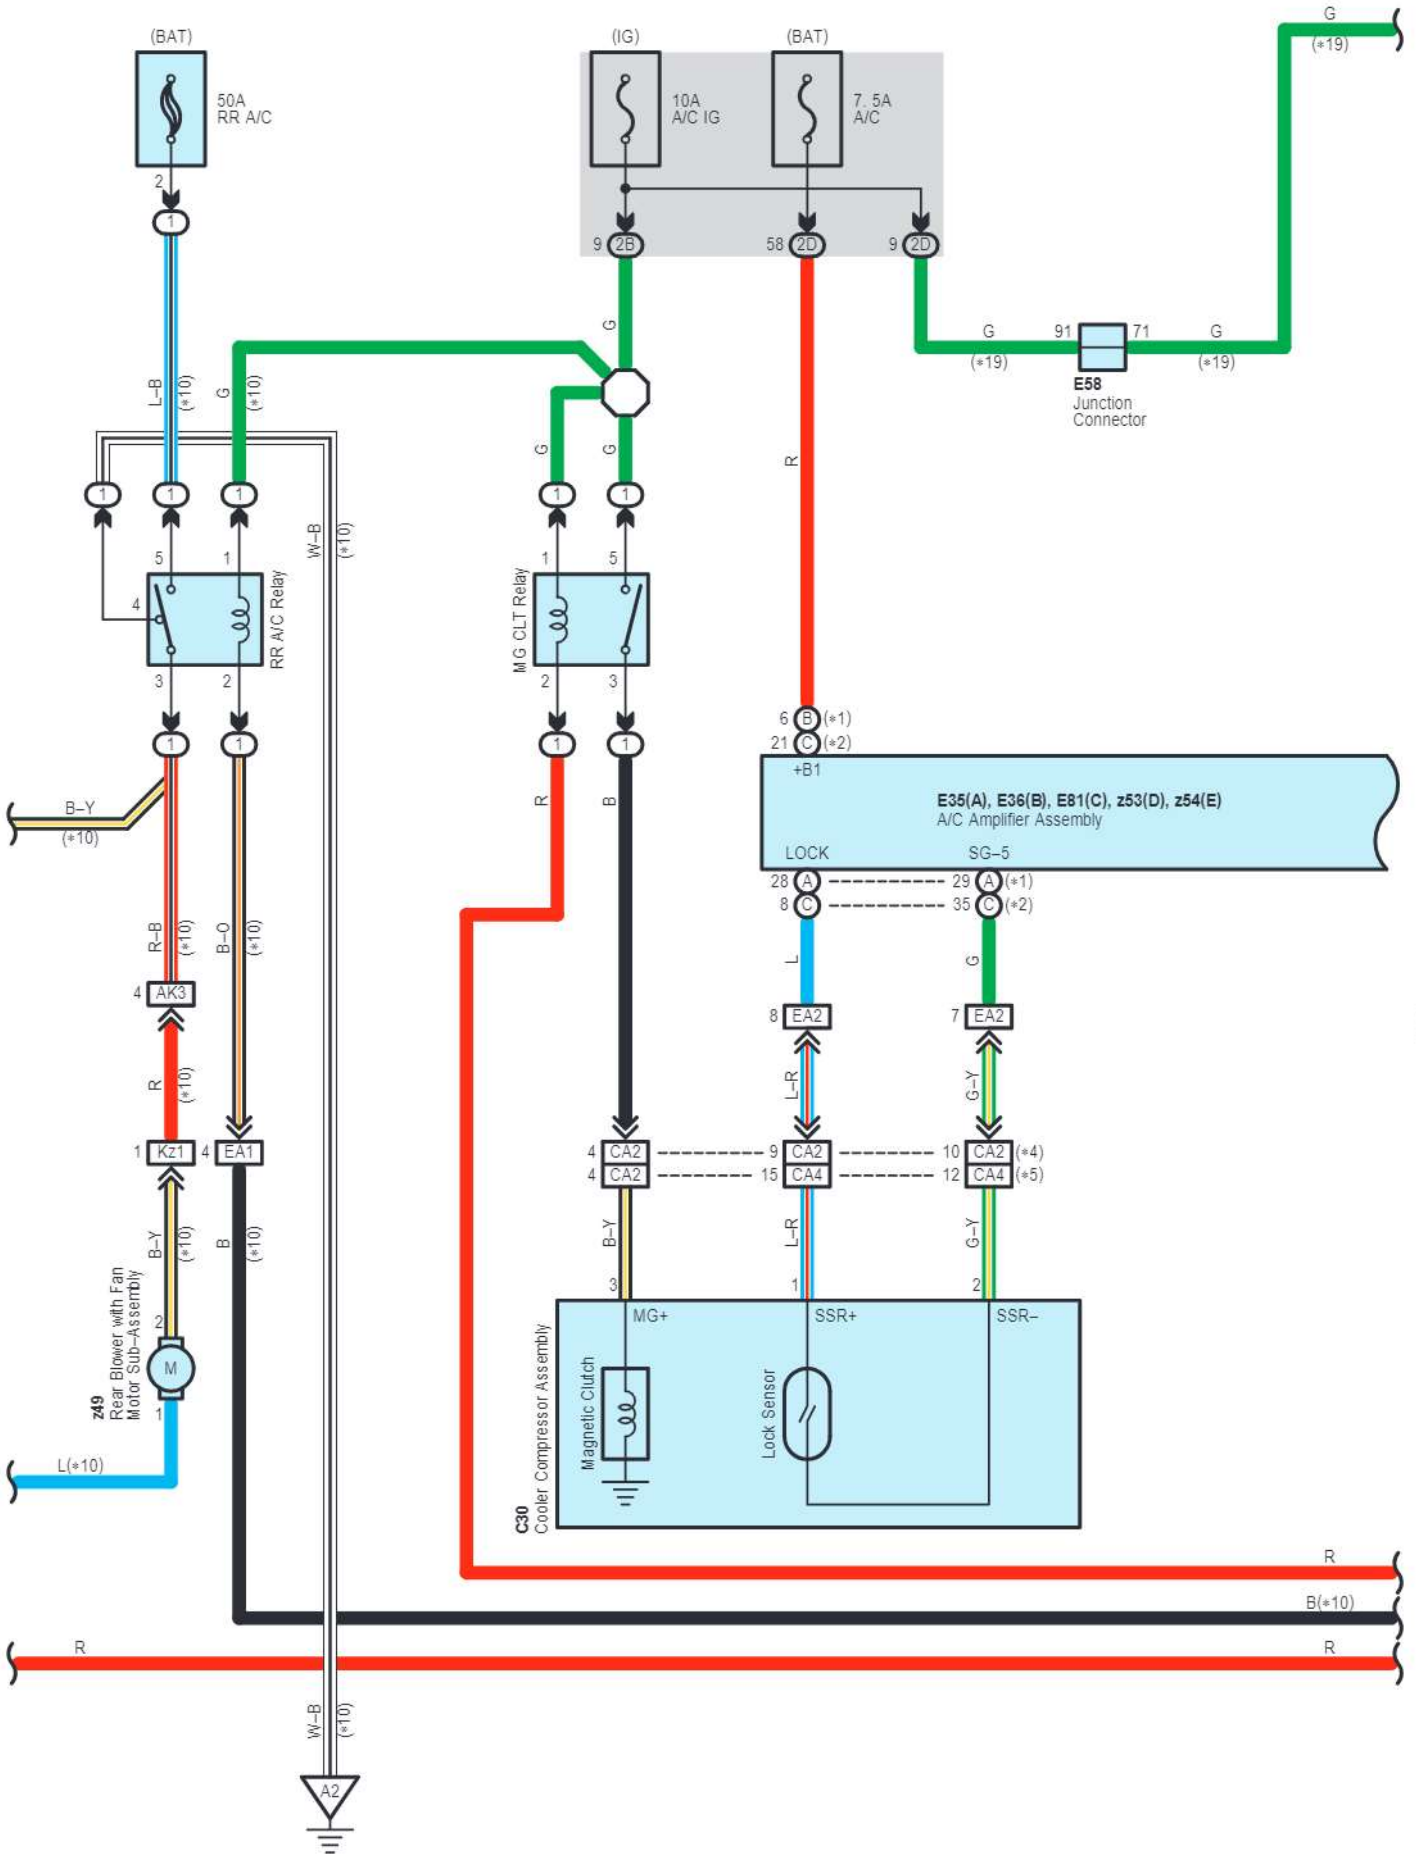 G
(*19)
(BAT)
(IG)
(BAT)
50A
RR A/C
10A
A/C IG
7. 5A
A/C
2
1
9 2B
58 2D
9 2D
G
G
(*19)
91
71
G
(*19)
E58
Junction
Connector
L–B
(*10)
G
(*10)
G
G
R
1
1
1
1
1
W–B
(*10)
5
1
1
5
4
RR A/C Relay
MG CLT Relay
3
2
2
3
1
1
1
1
6 B (*1)
21 C (*2)
+B1
E35(A), E36(B), E81(C), z53(D), z54(E)
A/C Amplifier Assembly
B–Y
(*10)
R
B
LOCK
SG–5
28 A
29 A (*1)
8 C
35 C (*2)
R–B
(*10)
B–O
(*10)
L
G
4 AK3
8 EA2
7 EA2
R
(*10)
L–R
G–Y
1 Kz1
4 EA1
4 CA2
9 CA2
10 CA2 (*4)
4 CA2
15 CA4
12 CA4 (*5)
B–Y
(*10)
B
(*10)
B–Y
L–R
G–Y
3
1
2
MG+
SSR+
SSR–
z49
Rear Blower with Fan
Motor Sub–Assembly
2
M
1
Magnetic Clutch
Lock Sensor
C30
Cooler Compressor Assembly
L(*10)
R
B(*10)
R
R
W–B
(*10)
A2